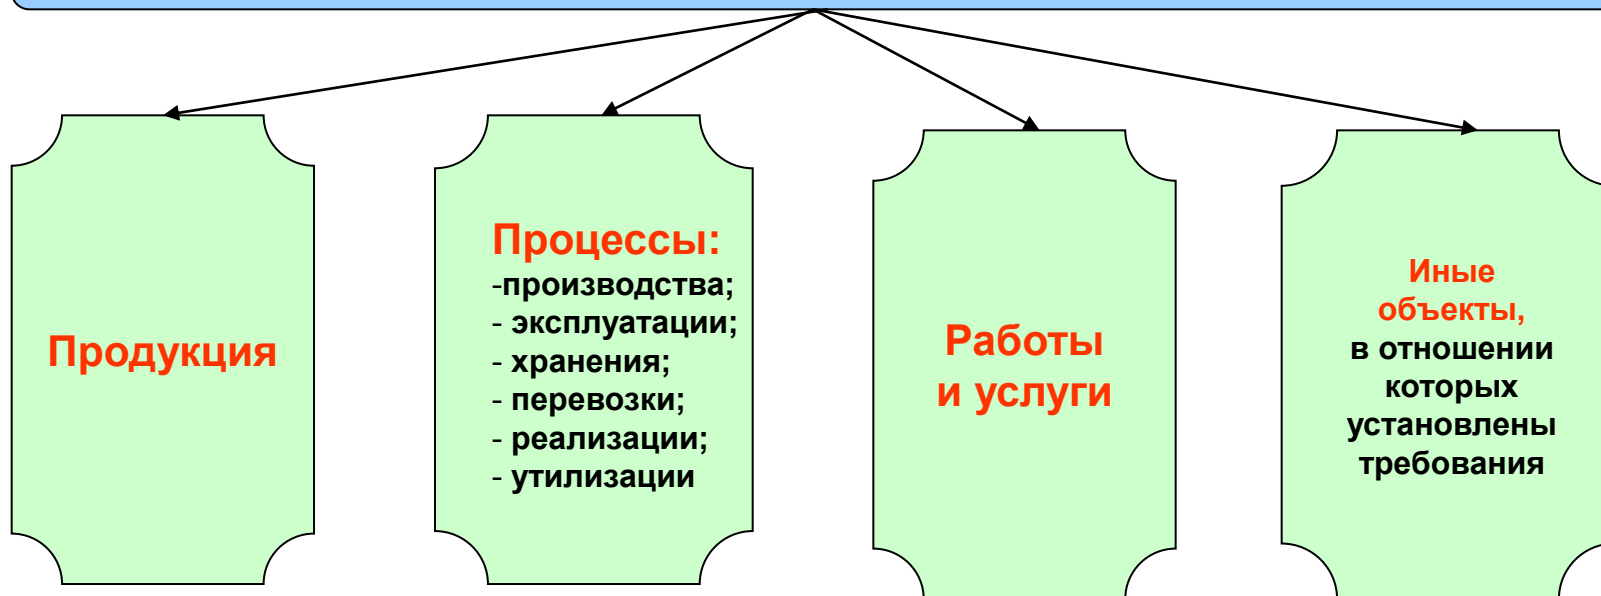 Продукция
Процессы:
-производства;
- эксплуатации;
- хранения;
- перевозки;
- реализации;
- утилизации
Работы
и услуги
Иные
объекты,
в отношении
которых
установлены
требования